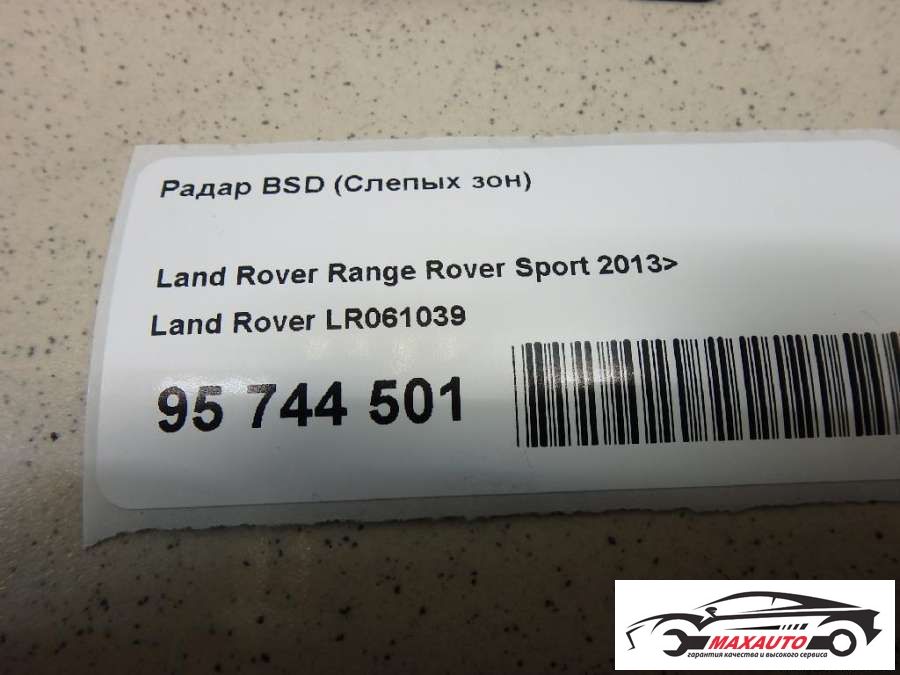 Радар BSD (Слепых зон)
Land Rover Range Rover Sport 2013>
Land Rover LR061039
95 744 501
MAXAUTO
гарантия качества и высокого сервиса